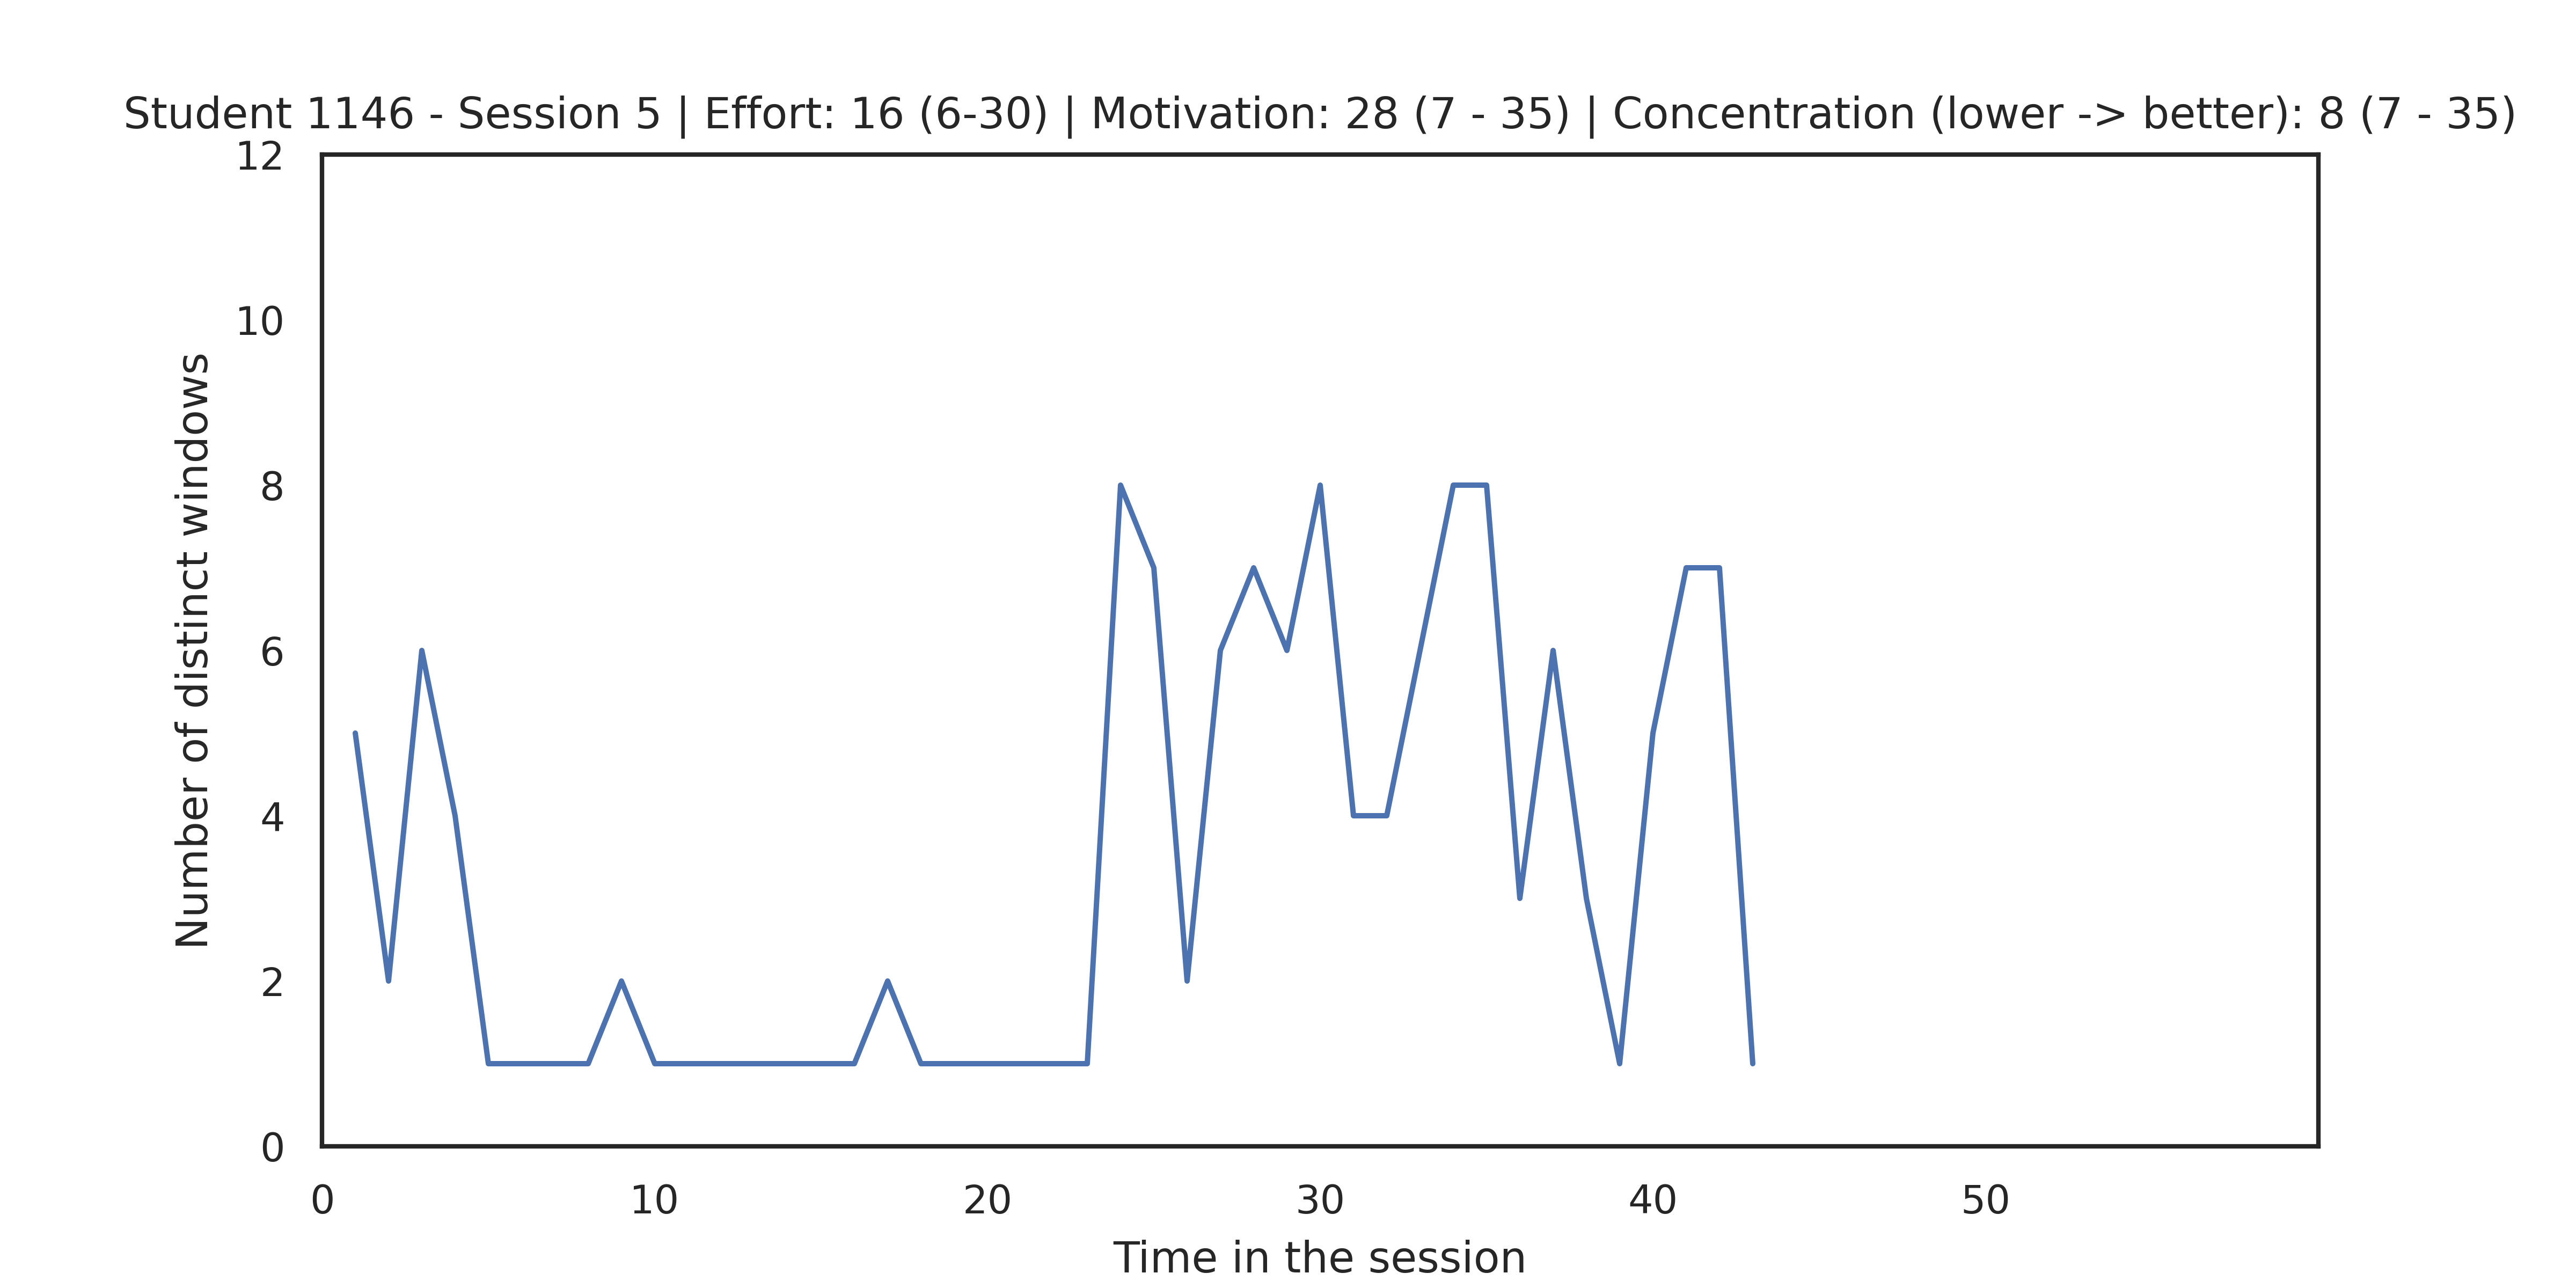 Student 1146 - Session 5 | Effort: 16 (6-30) | Motivation: 28 (7 - 35) | Concentration (lower -> better): 8 (7 - 35)
12
10
8
6
4
2
0
Number of distinct windows
0 10 20 30 40 50
Time in the session